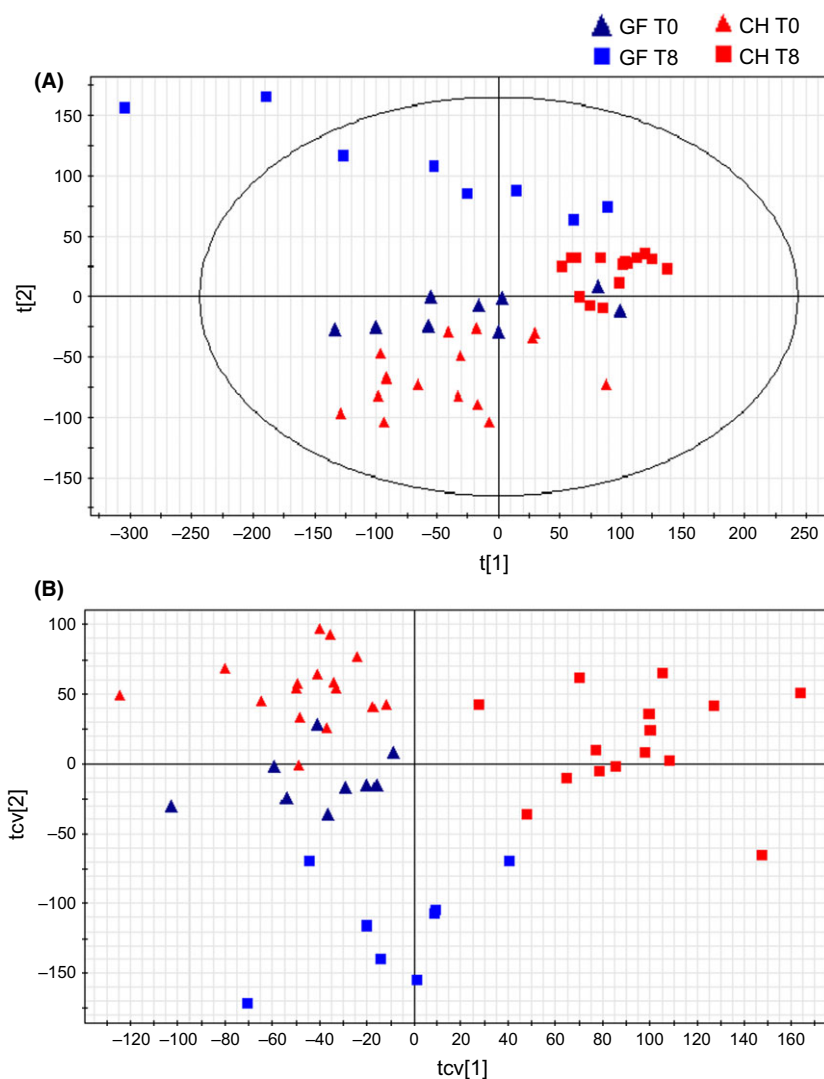 GF T0 CH T0
GF T8 CH T8
(A)
150
100
50
0
–50
–100
–150
t[2]
–300 –250 –200 –150 –100 –50 0 50 100 150 200 250
t[1]
(B)
100
50
0
–50
–100
–150
tcv[2]
–120 –100 –80 –60 –40 –20 0 20 40 60 80 100 120 140 160
tcv[1]